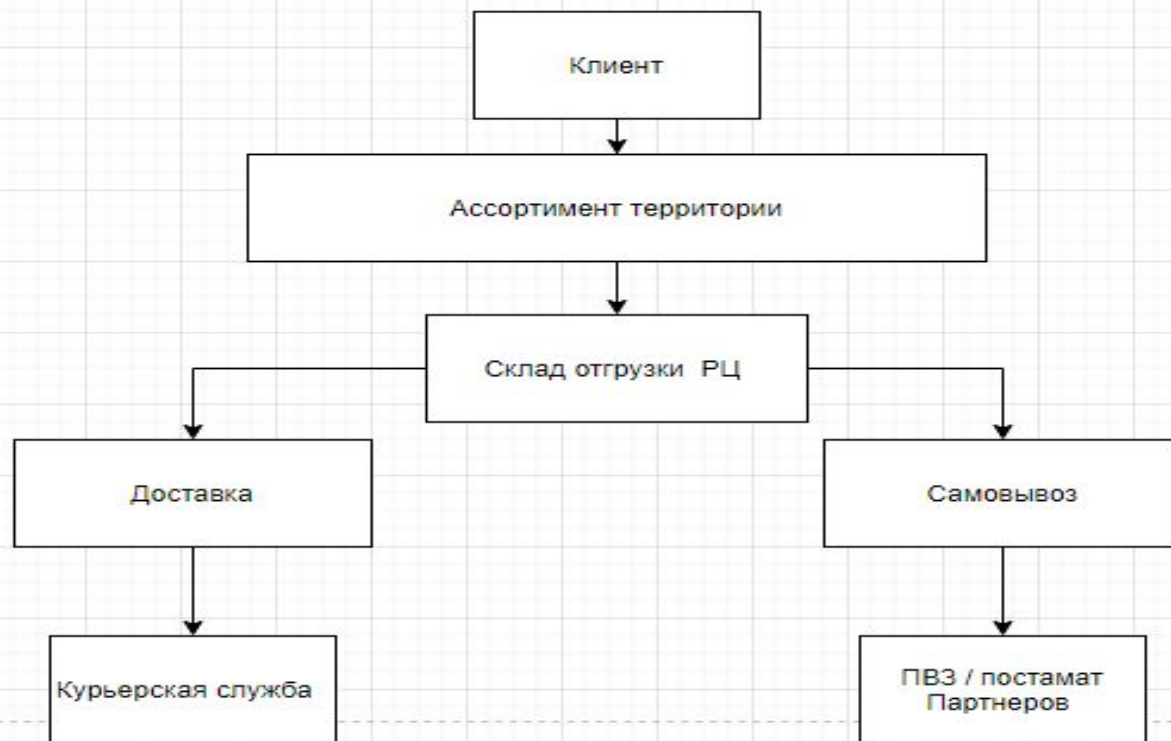 Клиент
Ассортимент территории
Склад отгрузки РЦ
Доставка
Самовывоз
Курьерская служба
ПВЗ / постамат
Партнеров